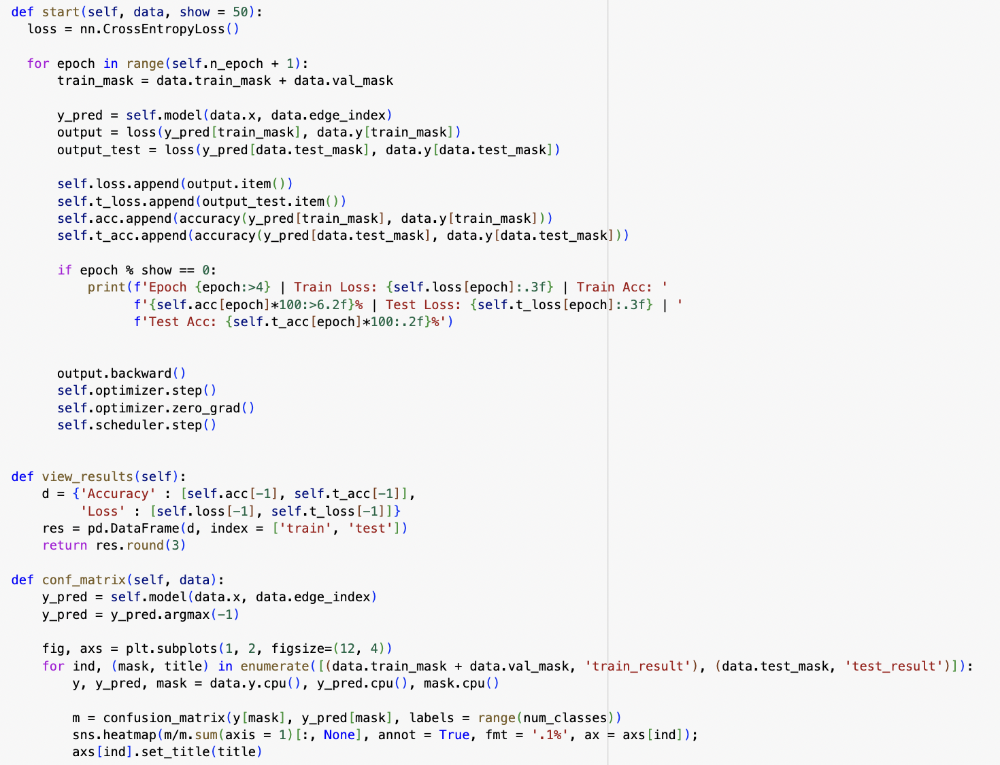 def start(self, data, show = 50):
  loss = nn.CrossEntropyLoss()

  for epoch in range(self.n_epoch + 1):
      train_mask = data.train_mask + data.val_mask

      y_pred = self.model(data.x, data.edge_index)
      output = loss(y_pred[train_mask], data.y[train_mask])
      output_test = loss(y_pred[data.test_mask], data.y[data.test_mask])

      self.loss.append(output.item())
      self.t_loss.append(output_test.item())
      self.acc.append(accuracy(y_pred[train_mask], data.y[train_mask]))
      self.t_acc.append(accuracy(y_pred[data.test_mask], data.y[data.test_mask]))

      if epoch % show == 0:
          print(f'Epoch {epoch:>4} | Train Loss: {self.loss[epoch]:.3f} | Train Acc: '
                f'{self.acc[epoch]*100:>6.2f}% | Test Loss: {self.t_loss[epoch]:.3f} | '
                f'Test Acc: {self.t_acc[epoch]*100:.2f}%')


      output.backward()
      self.optimizer.step()
      self.optimizer.zero_grad()
      self.scheduler.step()


def view_results(self):
    d = {'Accuracy' : [self.acc[-1], self.t_acc[-1]],
         'Loss' : [self.loss[-1], self.t_loss[-1]]}
    res = pd.DataFrame(d, index = ['train', 'test'])
    return res.round(3)

def conf_matrix(self, data):
    y_pred = self.model(data.x, data.edge_index)
    y_pred = y_pred.argmax(-1)

    fig, axs = plt.subplots(1, 2, figsize=(12, 4))
    for ind, (mask, title) in enumerate([(data.train_mask + data.val_mask, 'train_result'), (data.test_mask, 'test_result')]):
        y, y_pred, mask = data.y.cpu(), y_pred.cpu(), mask.cpu()

        m = confusion_matrix(y[mask], y_pred[mask], labels = range(num_classes))
        sns.heatmap(m/m.sum(axis = 1)[:, None], annot = True, fmt = '.1%', ax = axs[ind]);
        axs[ind].set_title(title)